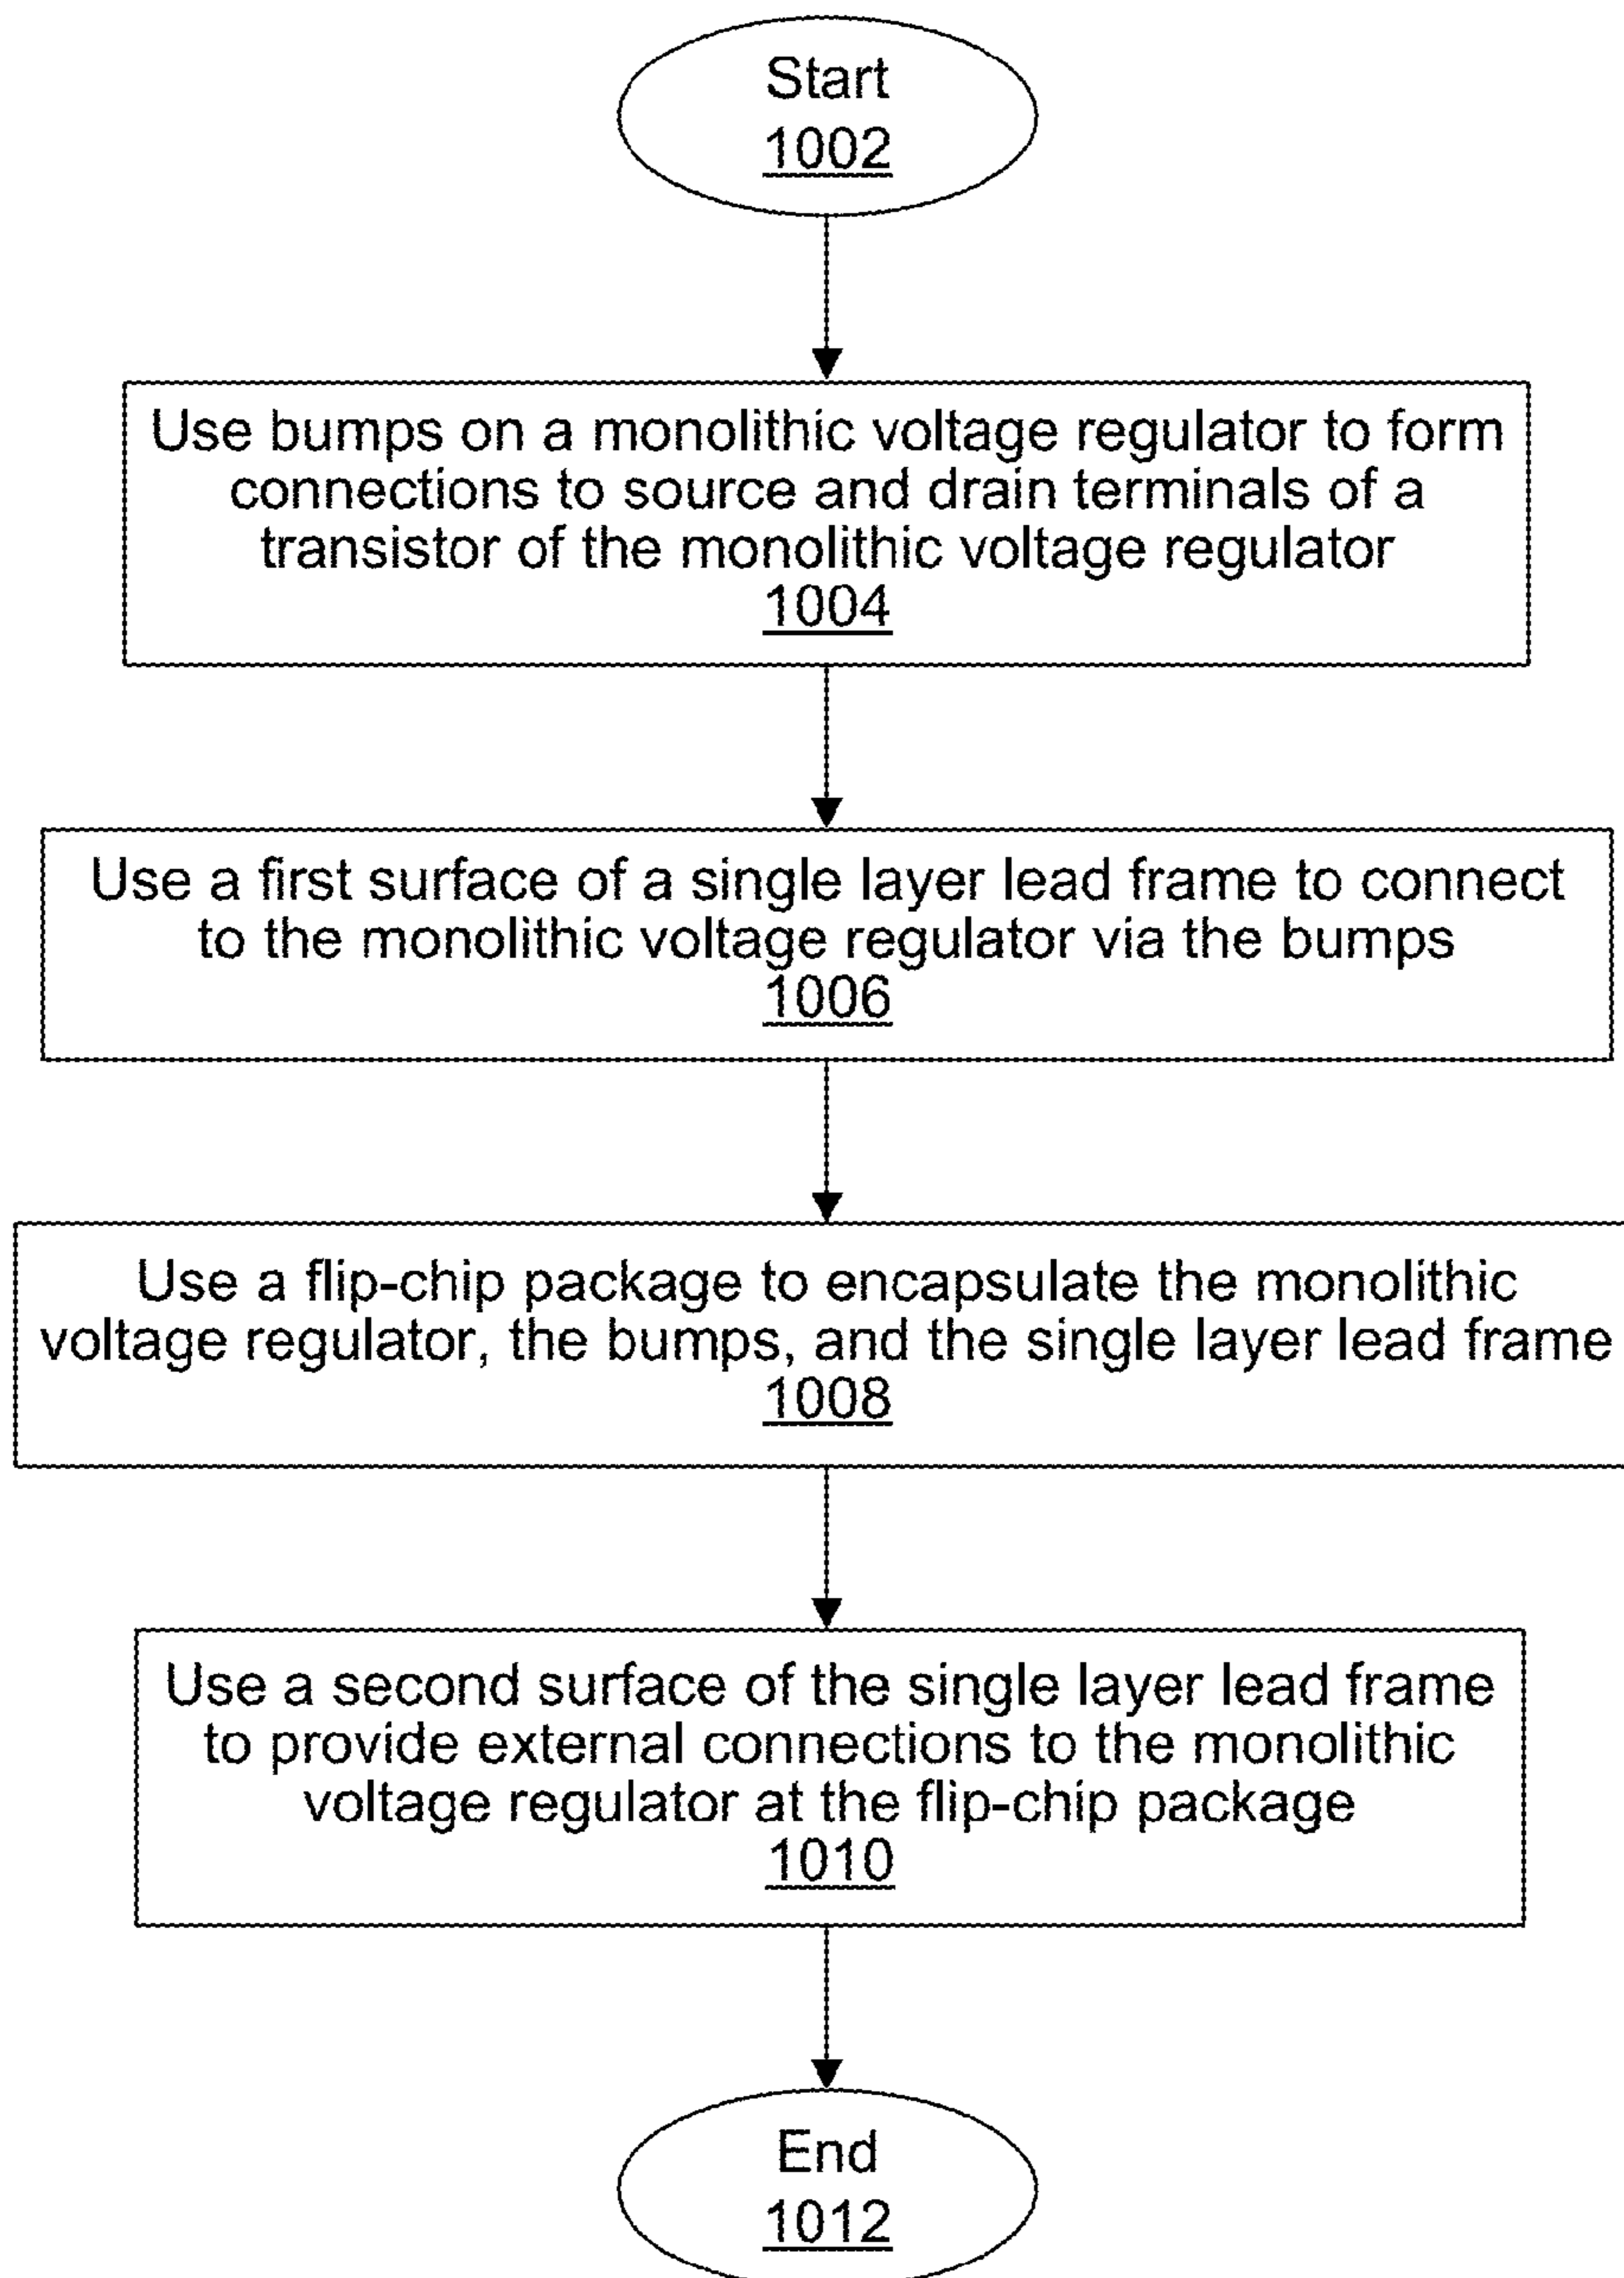 Start
1002
Use bumps on a monolithic voltage regulator to form
connections to source and drain terminals of a
transistor of the monolithic voltage regulator
1004
Use a first surface of a single layer lead frame to connect
to the monolithic voltage regulator via the bumps
1006
Use a flip-chip package to encapsulate the monolithic
voltage regulator, the bumps, and the single layer lead frame
1008
Use a second surface of the single layer lead frame
to provide external connections to the monolithic
voltage regulator at the flip-chip package
1010
End
1012